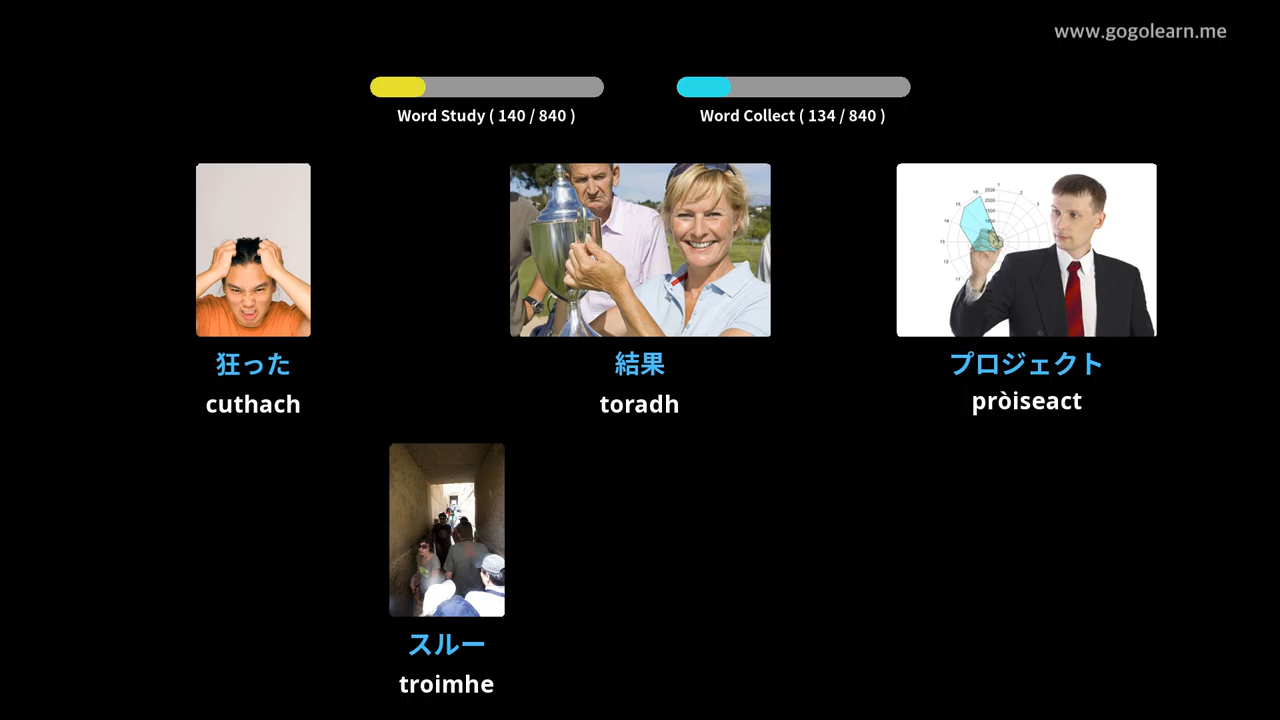 www.gogolearn.me
Word Study ( 140 / 840 )
Word Collect ( 134 / 840 )
狂った
cuthach
結果
toradh
プロジェクト
pròiseact
スルー
troimhe